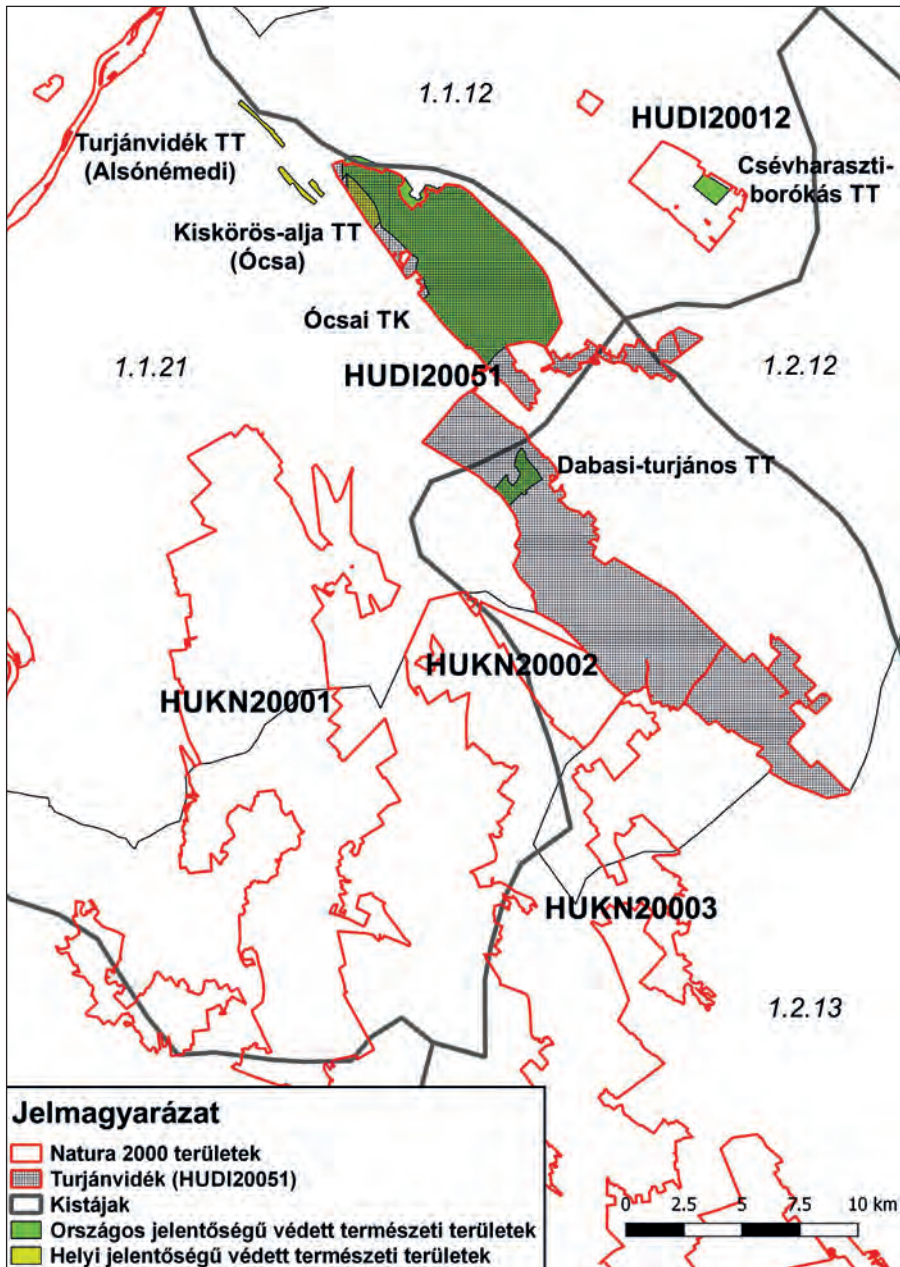 1.1.12
HUDI20012
Turjánvidék TT
(Alsónémedi)
Csévharaszti-
borókás TT
Kiskörös-alja TT
(Ócsa)
Ócsai TK
1.1.21
HUDI20051
1.2.12
Dabasi-turjános TT
HUKN20002
HUKN20001
HUKN20003
1.2.13
Jelmagyarázat
Natura 2000 területek
Turjánvidék (HUDI20051)
Kistájak
Országos jelentőségű védett természeti területek
Helyi jelentőségű védett természeti területek
0 2.5 5 7.5 10 km